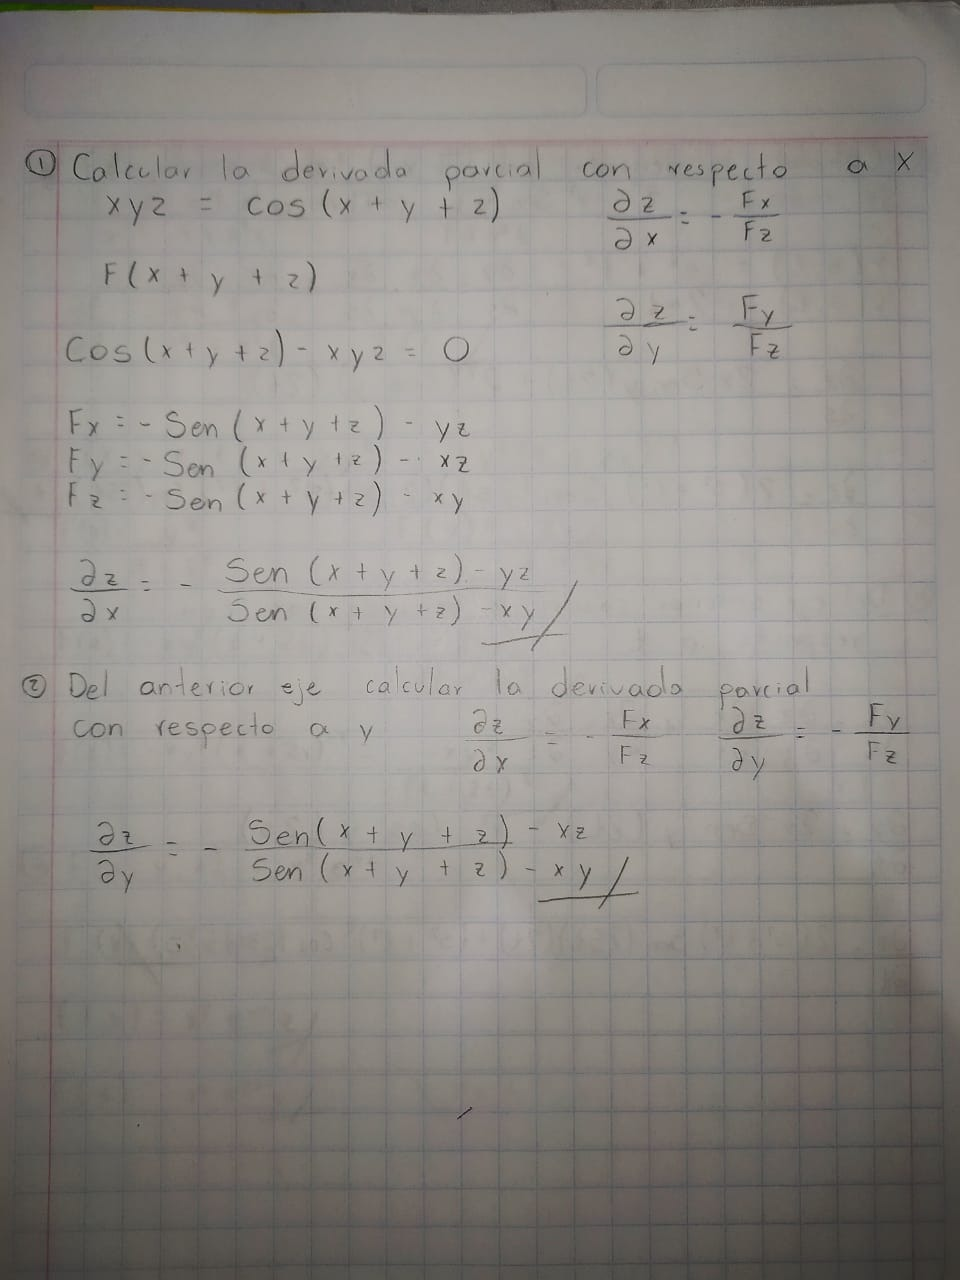 ① Calcular la derivada parcial con respecto a x
xyz = cos (x + y + z)
∂z/∂x = - Fx/Fz
F(x + y + z)
∂z/∂y = Fy/Fz
Cos(x + y + z) - xyz = 0
Fx = - Sen (x + y + z) - yz
Fy = - Sen (x + y + z) - xz
Fz = - Sen (x + y + z) - xy
∂z/∂x = - Sen (x + y + z) - yz / Sen (x + y + z) - xy
② Del anterior eje calcular la derivada parcial
con respecto a y ∂z/∂x = - Fx/Fz ∂z/∂y = - Fy/Fz
∂z/∂y = - Sen(x + y + z) - xz / Sen (x + y + z) - xy